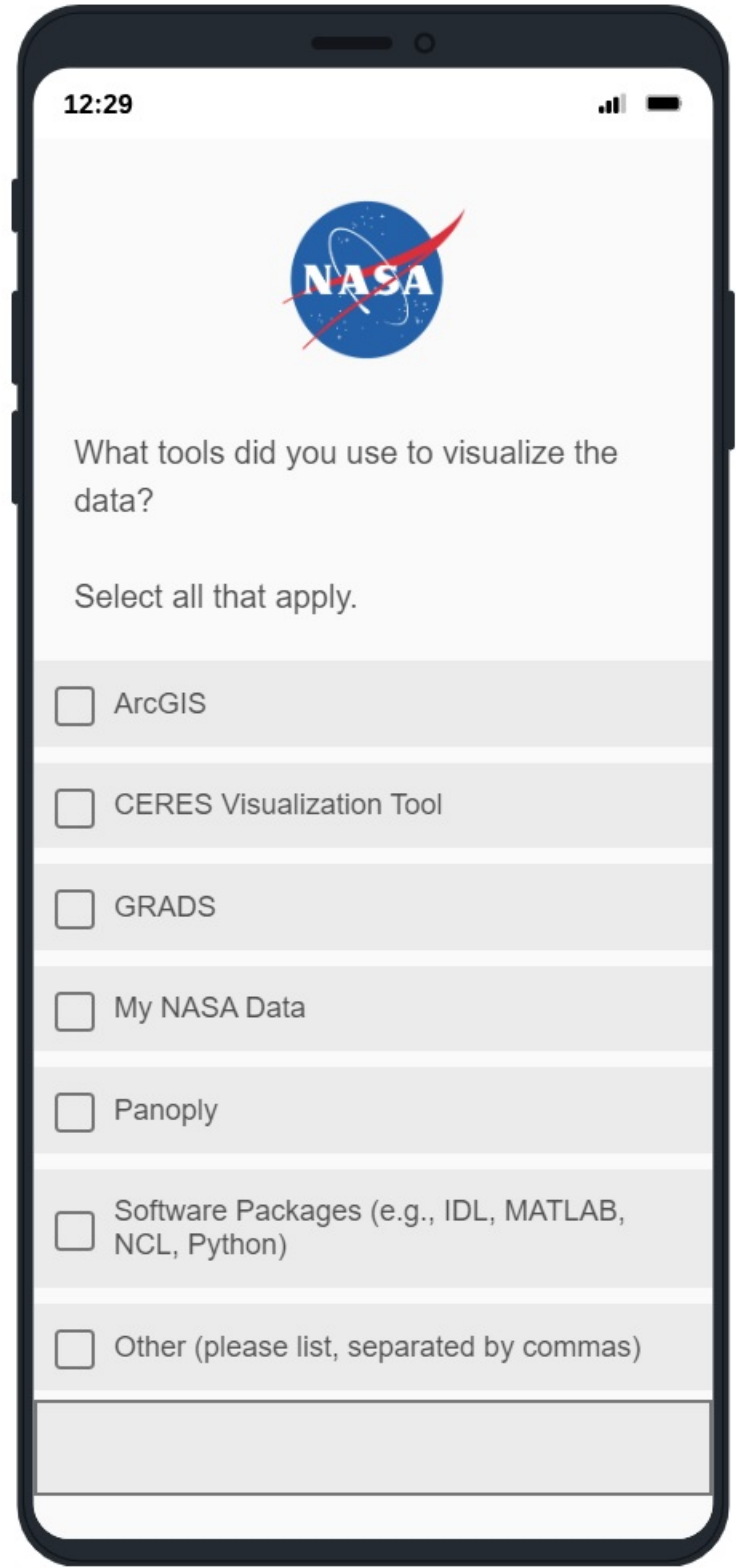 12:29
NASA
What tools did you use to visualize the
data?
Select all that apply.
ArcGIS
CERES Visualization Tool
GRADS
My NASA Data
Panoply
Software Packages (e.g., IDL, MATLAB,
NCL, Python)
Other (please list, separated by commas)